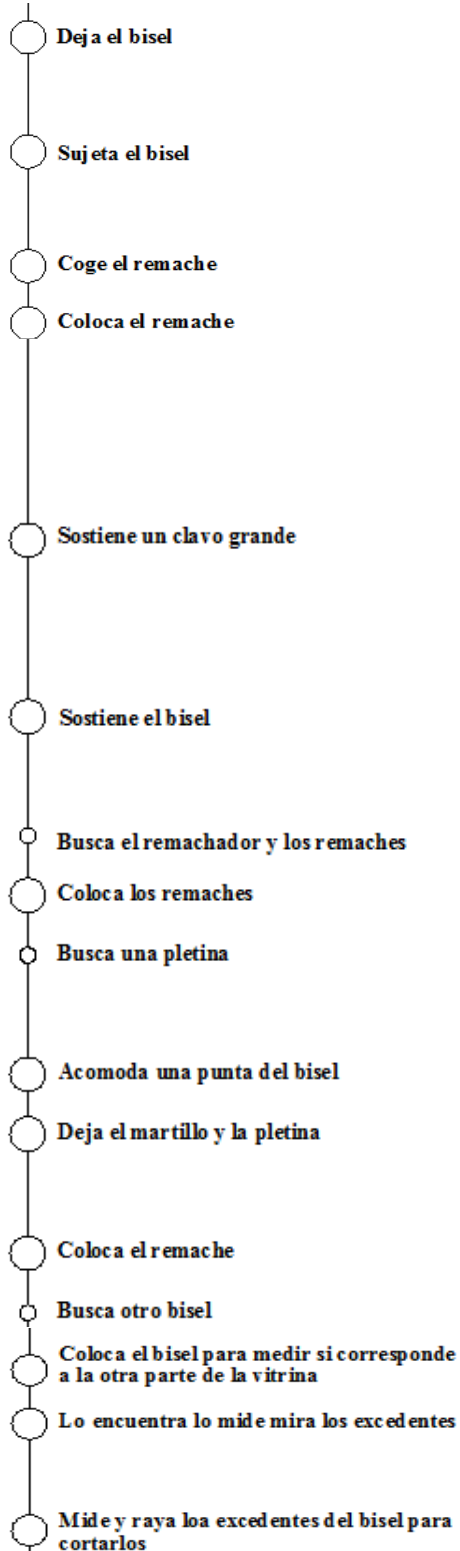 Deja el bisel
Sujeta el bisel
Coge el remache
Coloca el remache
Sostiene un clavo grande
Sostiene el bisel
Busca el remachador y los remaches
Coloca los remaches
Busca una pletina
Acomoda una punta del bisel
Deja el martillo y la pletina
Coloca el remache
Busca otro bisel
Coloca el bisel para medir si corresponde
a la otra parte de la vitrina
Lo encuentra lo mide mira los excedentes
Mide y raya loa excedentes del bisel para
cortarlos